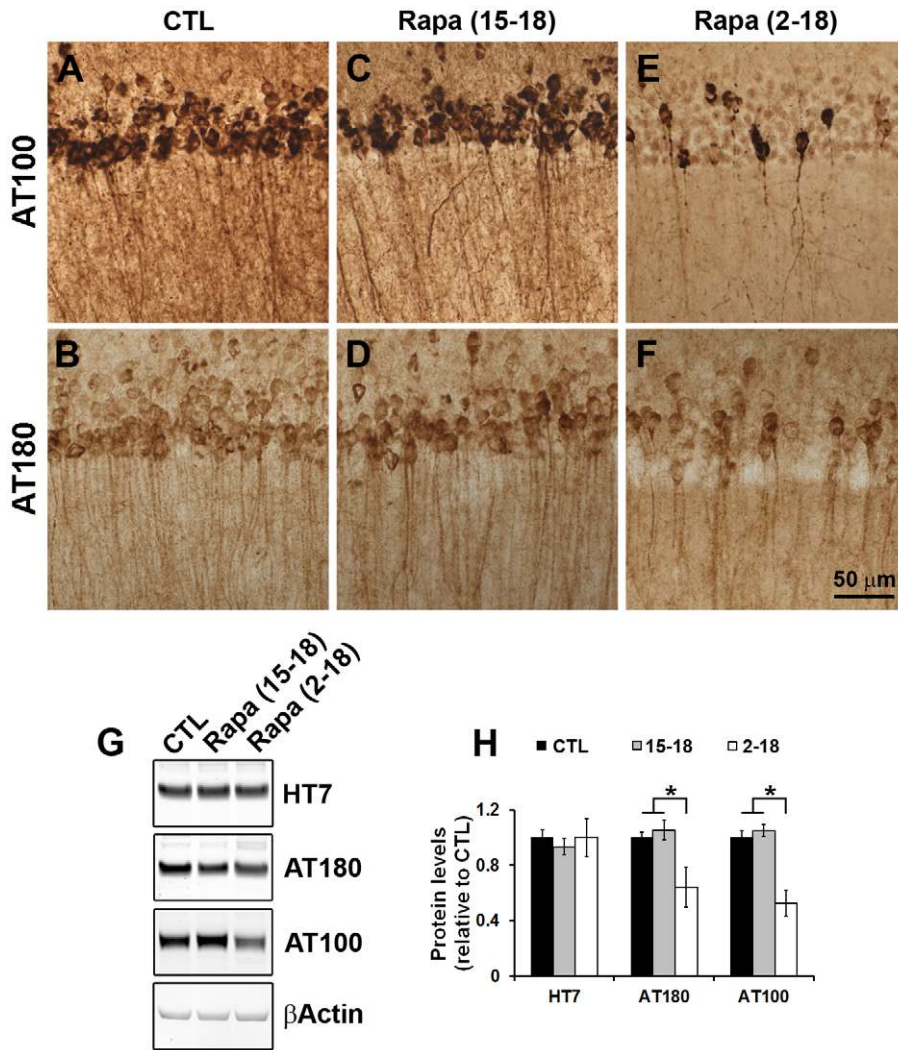 CTL Rapa (15-18) Rapa (2-18)
AT100
A C E
AT180
B D F
50 μm
G
CTL Rapa (15-18) Rapa (2-18)
HT7
AT180
AT100
βActin
H
CTL 15-18 2-18
* *
Protein levels
(relative to CTL)
1.2
0.8
0.4
0
HT7 AT180 AT100